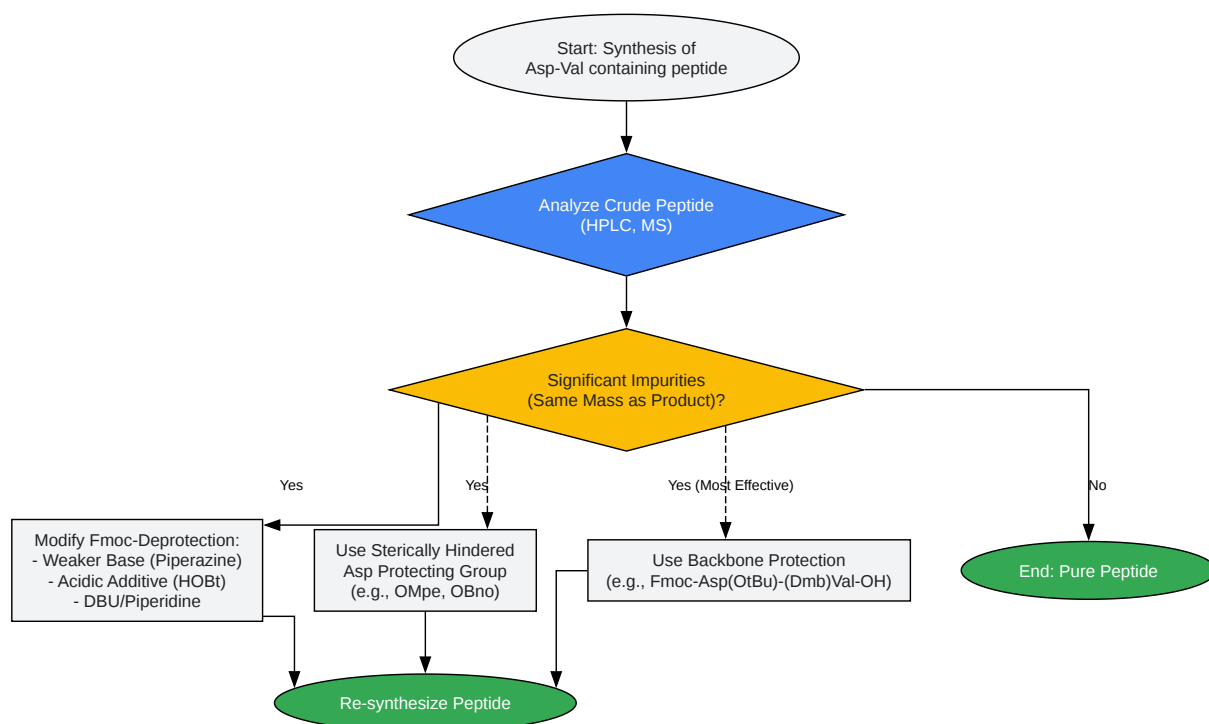 Start: Synthesis of
Asp-Val containing peptide
Analyze Crude Peptide
(HPLC, MS)
Significant Impurities
(Same Mass as Product)?
Yes
Yes
Yes (Most Effective)
No
Modify Fmoc-Deprotection:
- Weaker Base (Piperazine)
- Acidic Additive (HOBt)
- DBU/Piperidine
Use Sterically Hindered
Asp Protecting Group
(e.g., OMpe, OBno)
Use Backbone Protection
(e.g., Fmoc-Asp(OtBu)-(Dmb)Val-OH)
End: Pure Peptide
Re-synthesize Peptide